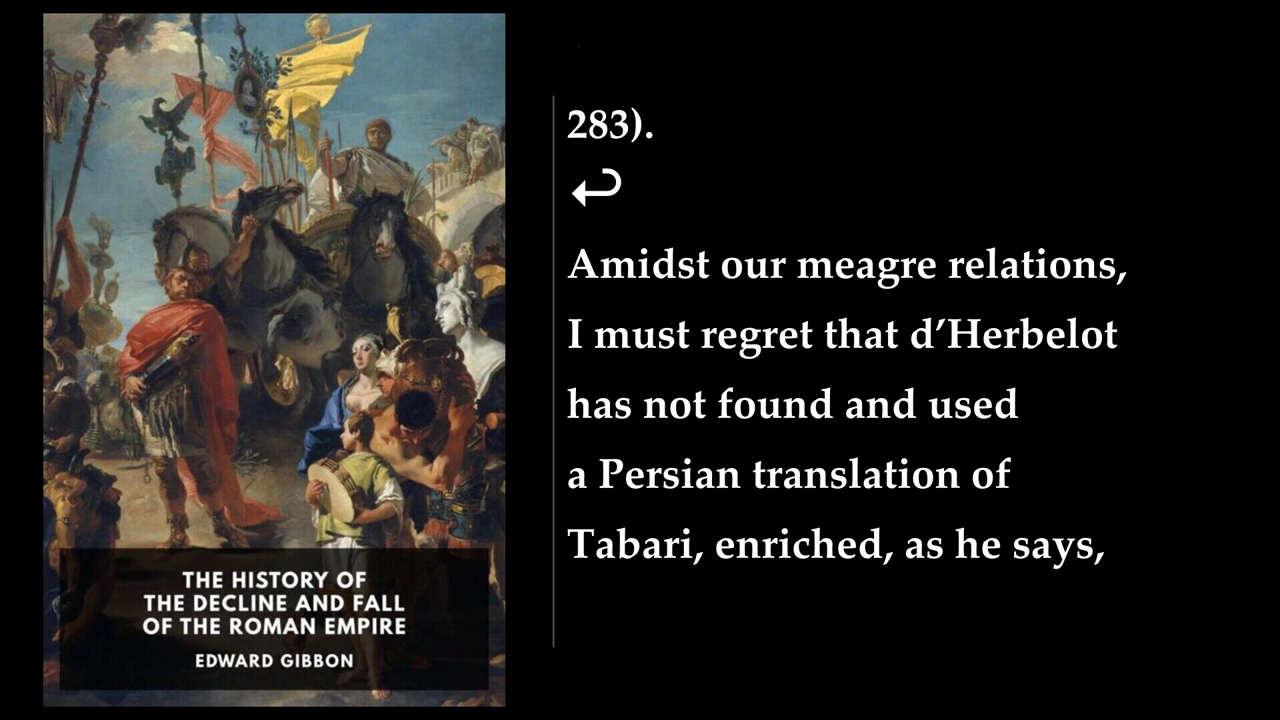 THE HISTORY OF
THE DECLINE AND FALL
OF THE ROMAN EMPIRE
EDWARD GIBBON
283).
↩
Amidst our meagre relations,
I must regret that d’Herbelot
has not found and used
a Persian translation of
Tabari, enriched, as he says,